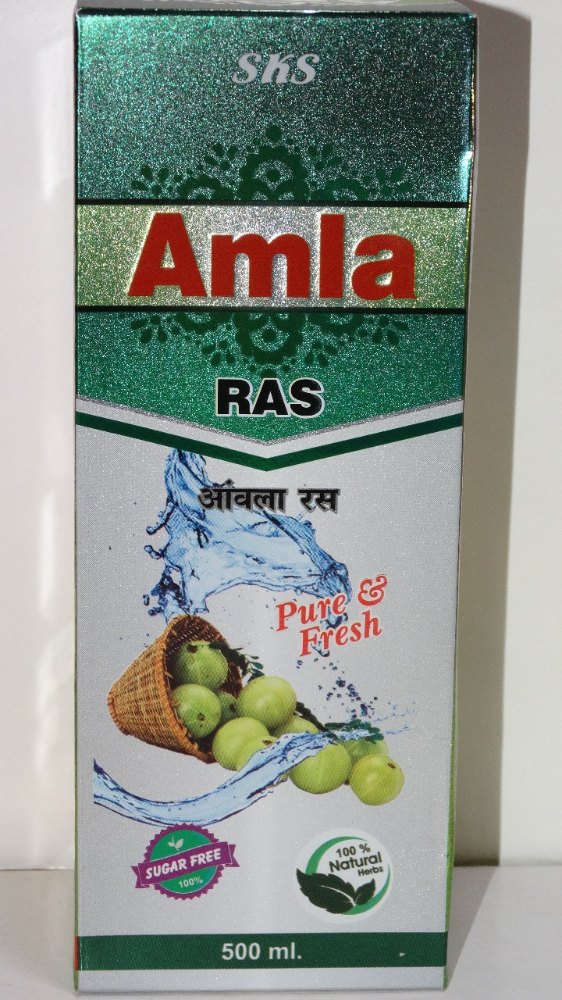 SKS
Amla
RAS
आंवला रस
Pure &
Fresh
SUGAR FREE
100%
100 %
Natural
Herbs
500 ml.